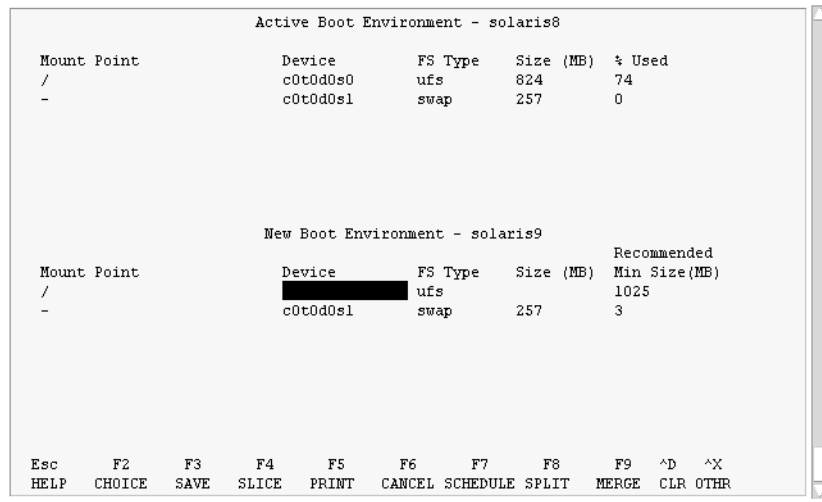 Active Boot Environment - solaris8
Mount Point Device FS Type Size (MB) % Used
/ c0t0d0s0 ufs 824 74
- c0t0d0s1 swap 257 0
New Boot Environment - solaris9
Recommended
Mount Point Device FS Type Size (MB) Min Size(MB)
/ ufs 1025
- c0t0d0s1 swap 257 3
Esc F2 F3 F4 F5 F6 F7 F8 F9 ^D ^X
HELP CHOICE SAVE SLICE PRINT CANCEL SCHEDULE SPLIT MERGE CLR OTHR